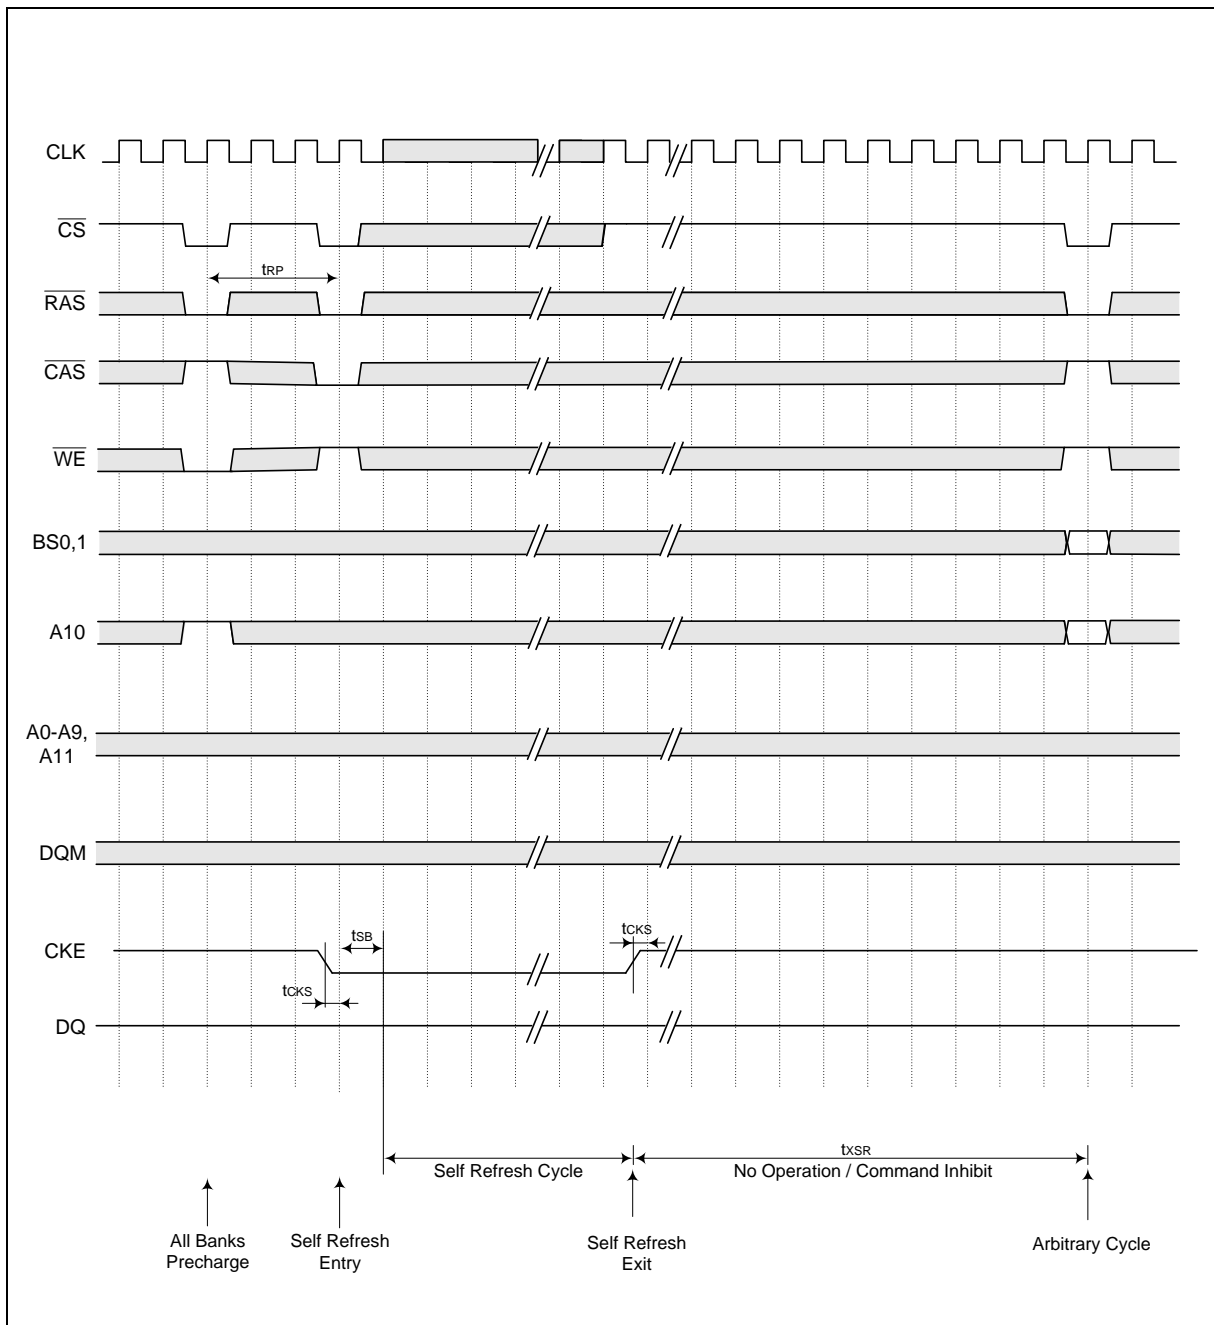 CLK
CS
tRP
RAS
CAS
WE
BS0,1
A10
A0-A9,
A11
DQM
tSB
tCKS
CKE
tCKS
DQ
tXSR
Self Refresh Cycle
No Operation / Command Inhibit
All Banks
Precharge
Self Refresh
Entry
Self Refresh
Exit
Arbitrary Cycle